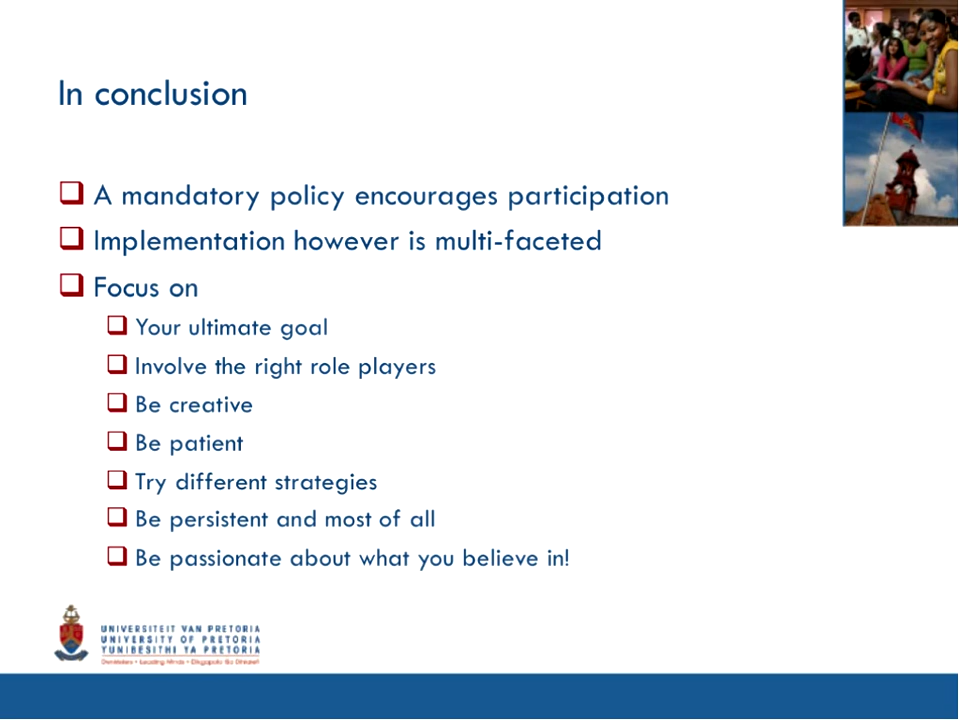 In conclusion
A mandatory policy encourages participation
Implementation however is multi-faceted
Focus on
Your ultimate goal
Involve the right role players
Be creative
Be patient
Try different strategies
Be persistent and most of all
Be passionate about what you believe in!
UNIVERSITEIT VAN PRETORIA
UNIVERSITY OF PRETORIA
YUNIBESITHI YA PRETORIA
Leading Minds